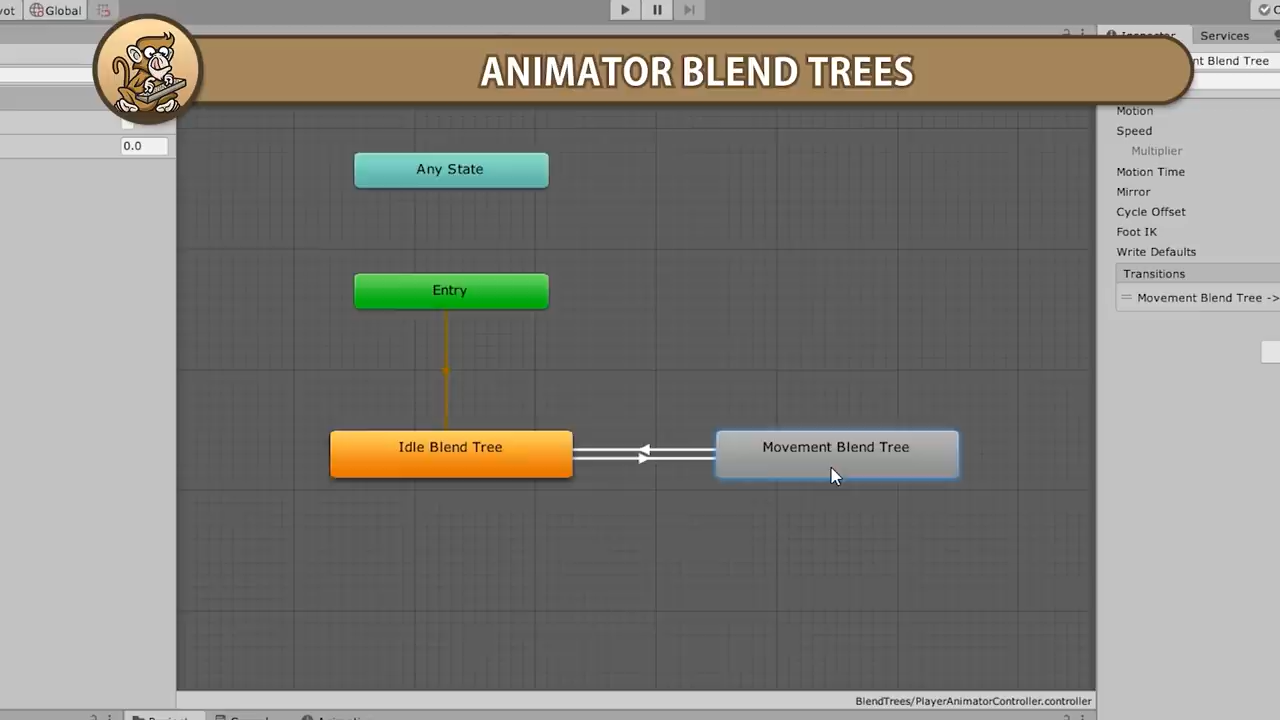 Global
Services
ANIMATOR BLEND TREES
nt Blend Tree
Motion
0.0
Speed
Multiplier
Any State
Motion Time
Mirror
Cycle Offset
Foot IK
Write Defaults
Transitions
Entry
Movement Blend Tree ->
Idle Blend Tree
Movement Blend Tree
BlendTrees/PlayerAnimatorController.controller